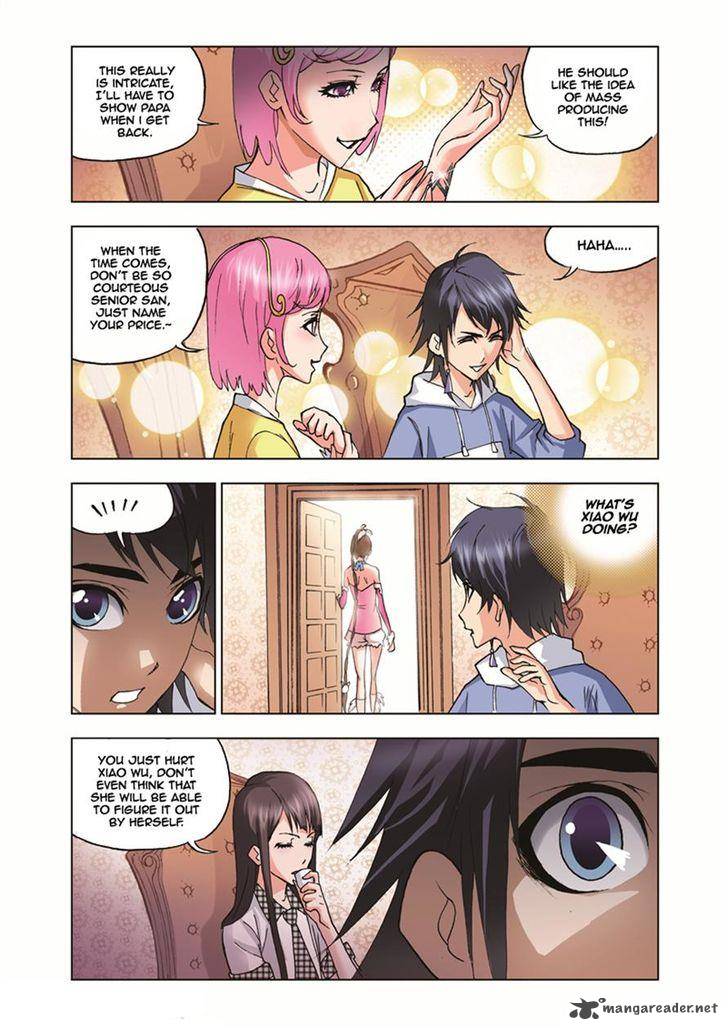 THIS REALLY
IS INTRICATE,
I'LL HAVE TO
SHOW PAPA
WHEN I GET
BACK.
HE SHOULD
LIKE THE IDEA
OF MASS
PRODUCING
THIS!
WHEN THE
TIME COMES,
DON'T BE SO
COURTEOUS
SENIOR SAN,
JUST NAME
YOUR PRICE.~
HAHA.....
WHAT'S
XIAO WU
DOING?
YOU JUST HURT
XIAO WU, DON'T
EVEN THINK THAT
SHE WILL BE ABLE
TO FIGURE IT OUT
BY HERSELF.
mangareader.net